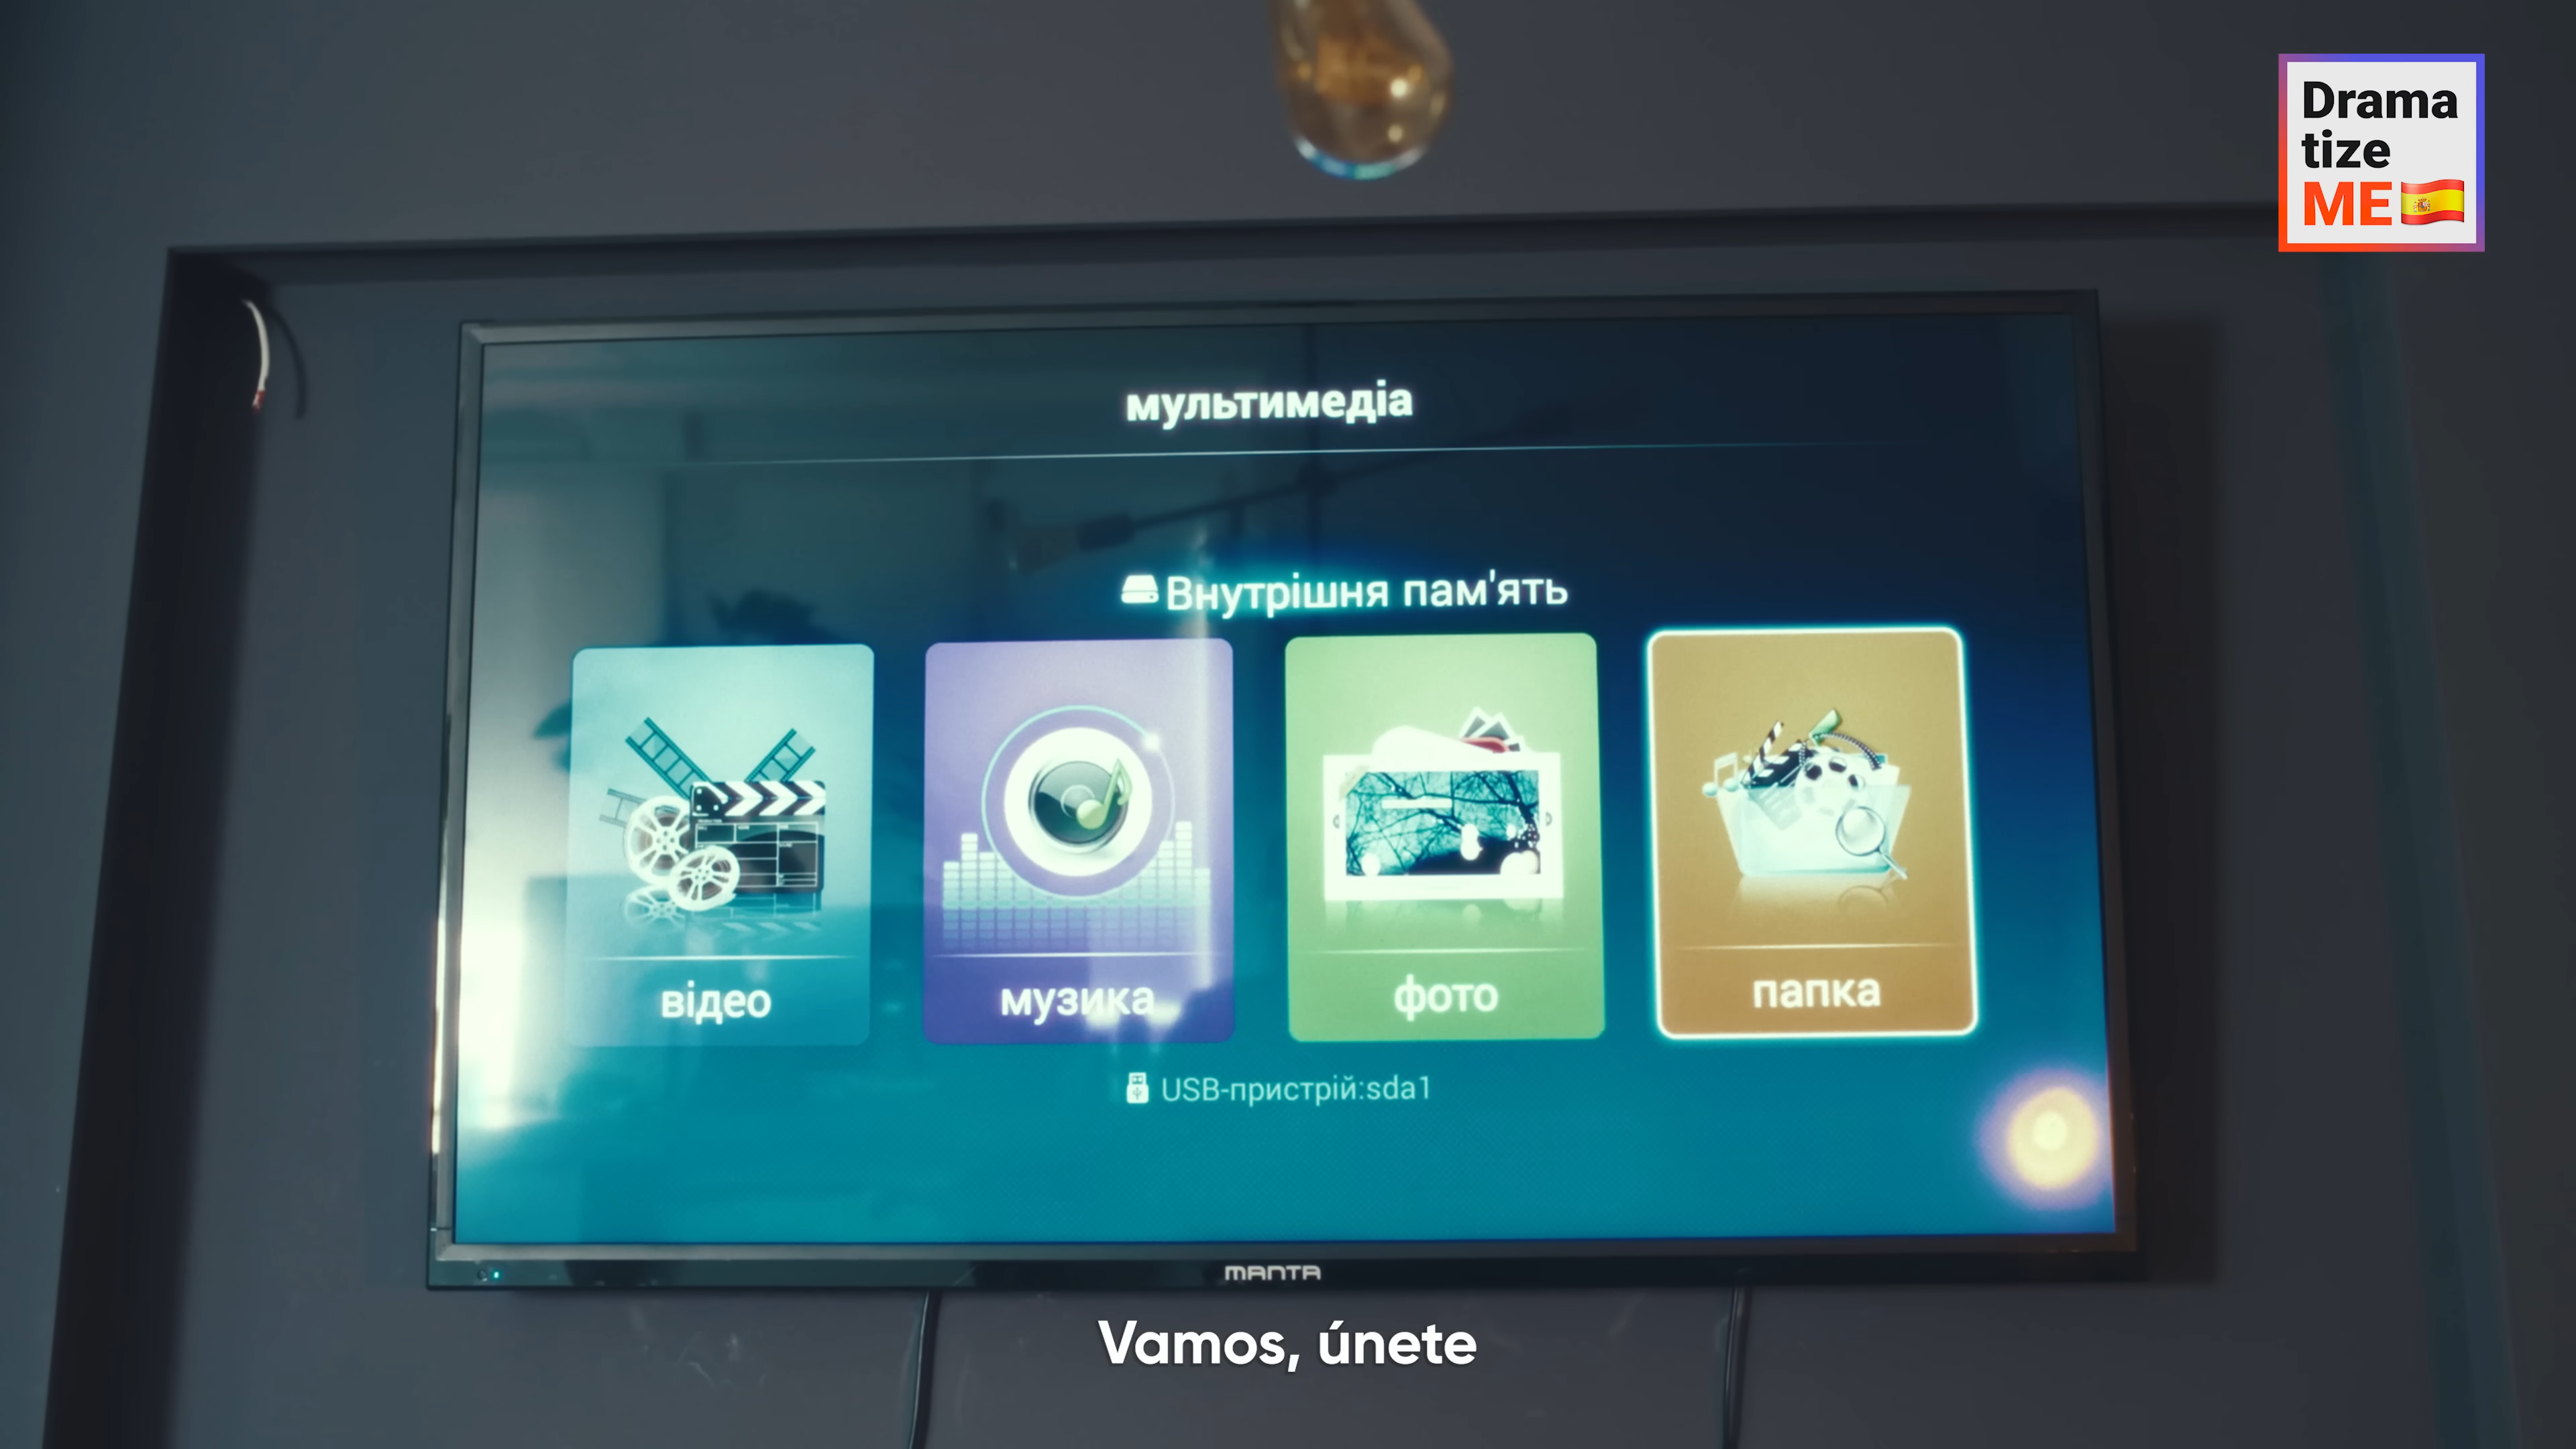 Drama
tize
ME
мультимедіа
Внутрішня пам'ять
відео
музика
фото
папка
USB-пристрій:sda1
MANTA
Vamos, únete